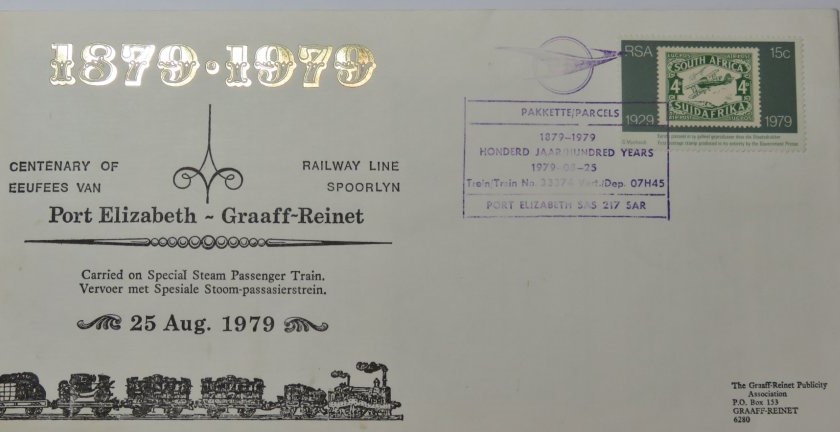 1879·1979
CENTENARY OF
EEUFEES VAN
RAILWAY LINE
SPOORLYN
Port Elizabeth ~ Graaff-Reinet
Carried on Special Steam Passenger Train.
Vervoer met Spesiale Stoom-passasierstrein.
25 Aug. 1979
PAKKETTE/PARCELS
1879-1979
HONDERD JAAR/HUNDRED YEARS
1979-08-25
Trein/Train No. Vert./Dep. 07H45
PORT ELIZABETH SAS 217 SAR
RSA 15c
SOUTH AFRICA
4d 4d
SUIDAFRIKA
1929 1979
The Graaff-Reinet Publicity
Association
P.O. Box 153
GRAAFF-REINET
6280